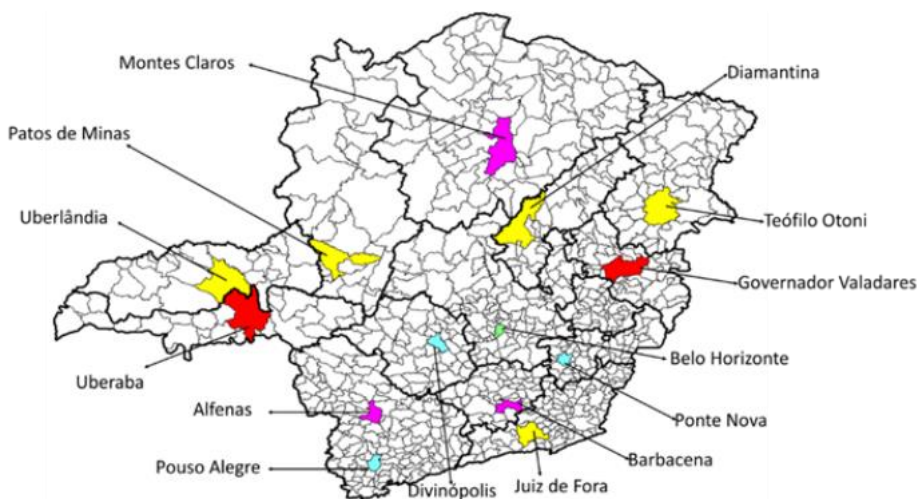 Montes Claros
Diamantina
Patos de Minas
Uberlândia
Teófilo Otoni
Governador Valadares
Belo Horizonte
Uberaba
Alfenas
Ponte Nova
Barbacena
Pouso Alegre
Divinópolis
Juiz de Fora